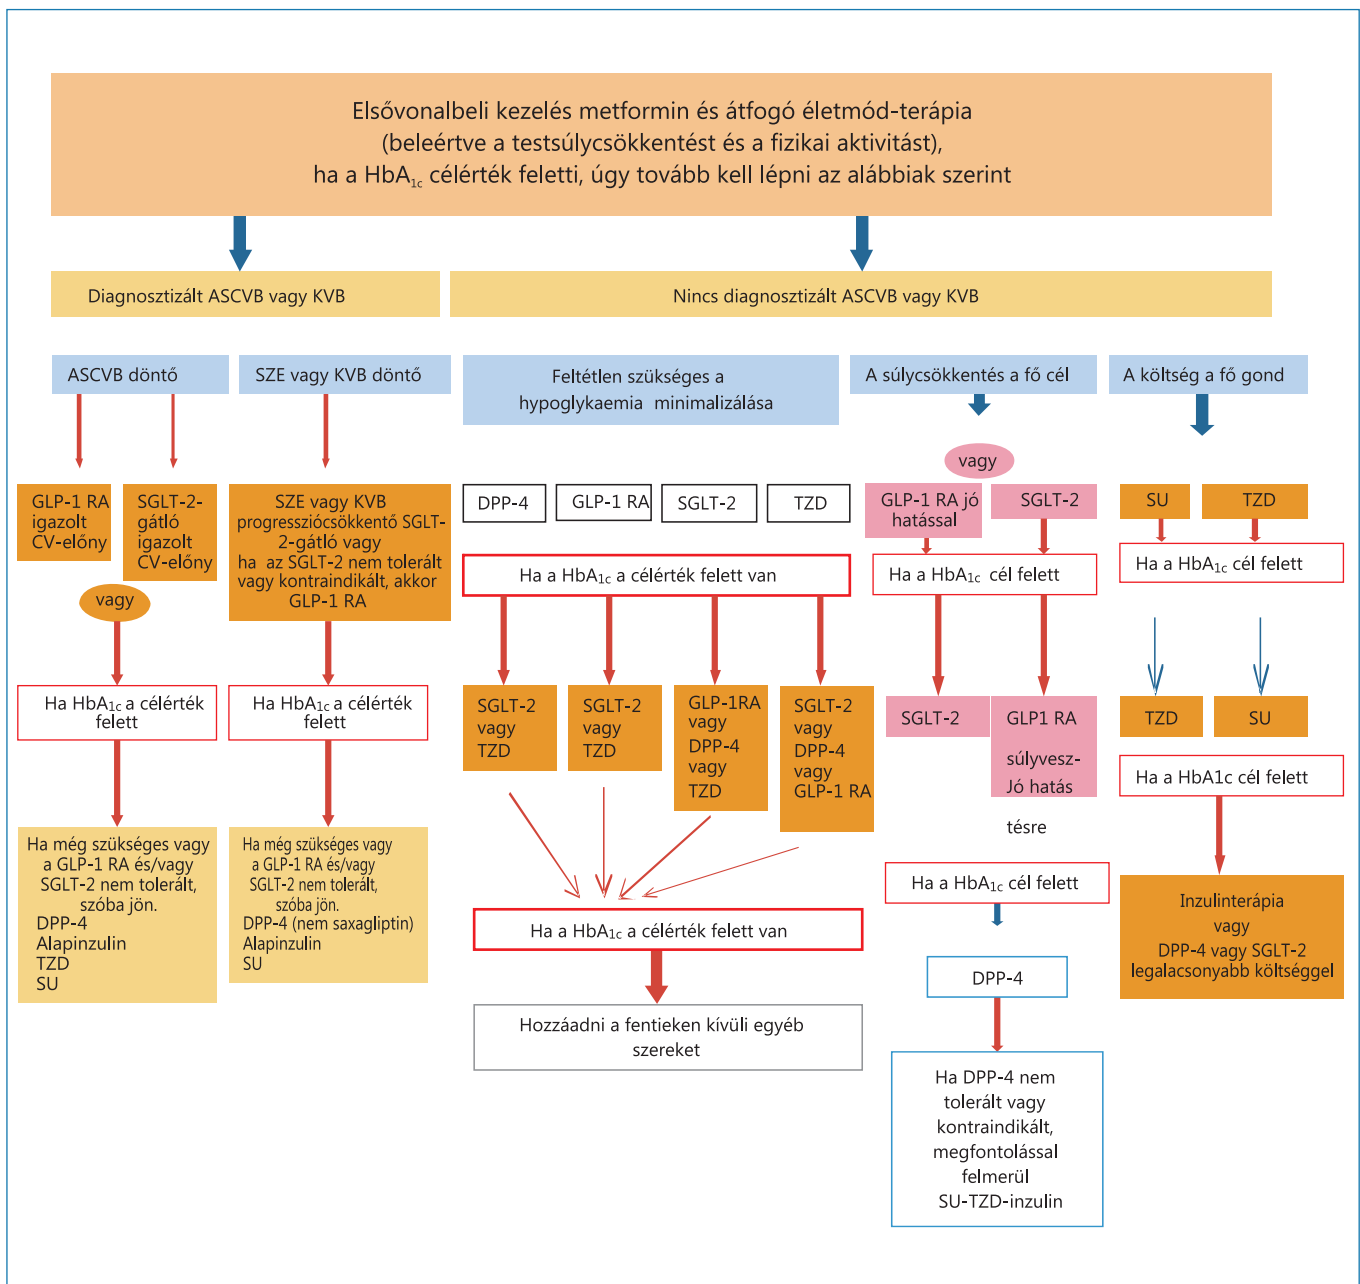 Elsővonalbeli kezelés metformin és átfogó életmód-terápia
(beleértve a testsúlycsökkentést és a fizikai aktivitást),
ha a HbA1c célérték feletti, úgy tovább kell lépni az alábbiak szerint
Diagnosztizált ASCVB vagy KVB
Nincs diagnosztizált ASCVB vagy KVB
ASCVB döntő
SZE vagy KVB döntő
Feltétlen szükséges a
hypoglykaemia minimalizálása
A súlycsökkentés a fő cél
A költség a fő gond
GLP-1 RA
igazolt
CV-előny
SGLT-2-
gátló
igazolt
CV-előny
vagy
Ha HbA1c a célérték
felett
Ha még szükséges vagy
a GLP-1 RA és/vagy
SGLT-2 nem tolerált,
szóba jön.
DPP-4
Alapinzulin
TZD
SU
SZE vagy KVB
progressziócsökkentő SGLT-
2-gátló vagy
ha az SGLT-2 nem tolerált
vagy kontraindikált, akkor
GLP-1 RA
Ha HbA1c a célérték
felett
Ha még szükséges vagy
a GLP-1 RA és/vagy
SGLT-2 nem tolerált,
szóba jön.
DPP-4 (nem saxagliptin)
Alapinzulin
SU
DPP-4
GLP-1 RA
SGLT-2
TZD
Ha a HbA1c a célérték felett van
SGLT-2
vagy
TZD
SGLT-2
vagy
TZD
GLP-1RA
vagy
DPP-4
vagy
TZD
SGLT-2
vagy
DPP-4
vagy
GLP-1 RA
Ha a HbA1c a célérték felett van
Hozzáadni a fentieken kívüli egyéb
szereket
vagy
GLP-1 RA jó
hatással
SGLT-2
Ha a HbA1c cél felett
SGLT-2
GLP1 RA
súlyvesz-
Jó hatás
tésre
Ha a HbA1c cél felett
DPP-4
Ha DPP-4 nem
tolerált vagy
kontraindikált,
megfontolással
felmerül
SU-TZD-inzulin
SU
TZD
Ha a HbA1c cél felett
TZD
SU
Ha a HbA1c cél felett
Inzulinterápia
vagy
DPP-4 vagy SGLT-2
legalacsonyabb költséggel